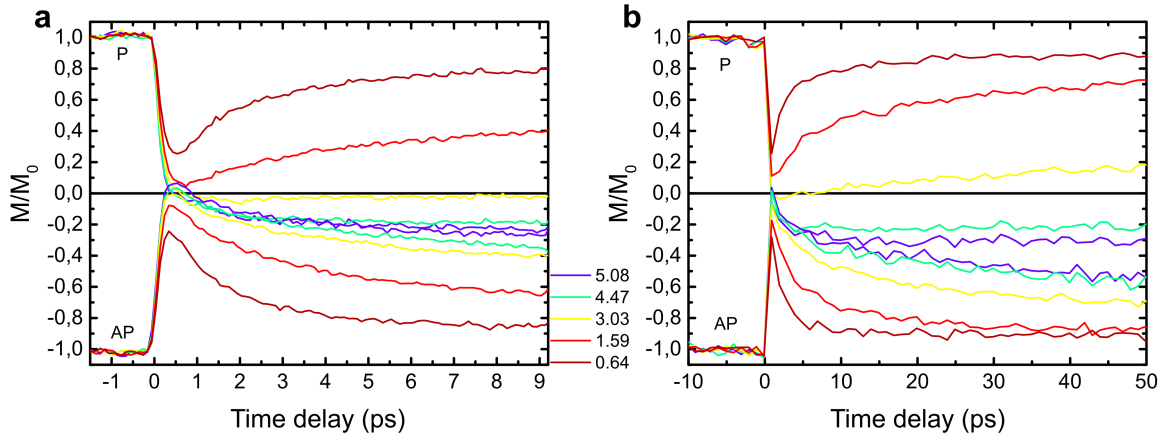 a
b
1,0
0,8
0,6
0,4
0,2
0,0
-0,2
-0,4
-0,6
-0,8
-1,0
M/M0
P
AP
-1 0 1 2 3 4 5 6 7 8 9
Time delay (ps)
5.08
4.47
3.03
1.59
0.64
1,0
0,8
0,6
0,4
0,2
0,0
-0,2
-0,4
-0,6
-0,8
-1,0
M/M0
P
AP
-10 0 10 20 30 40 50
Time delay (ps)